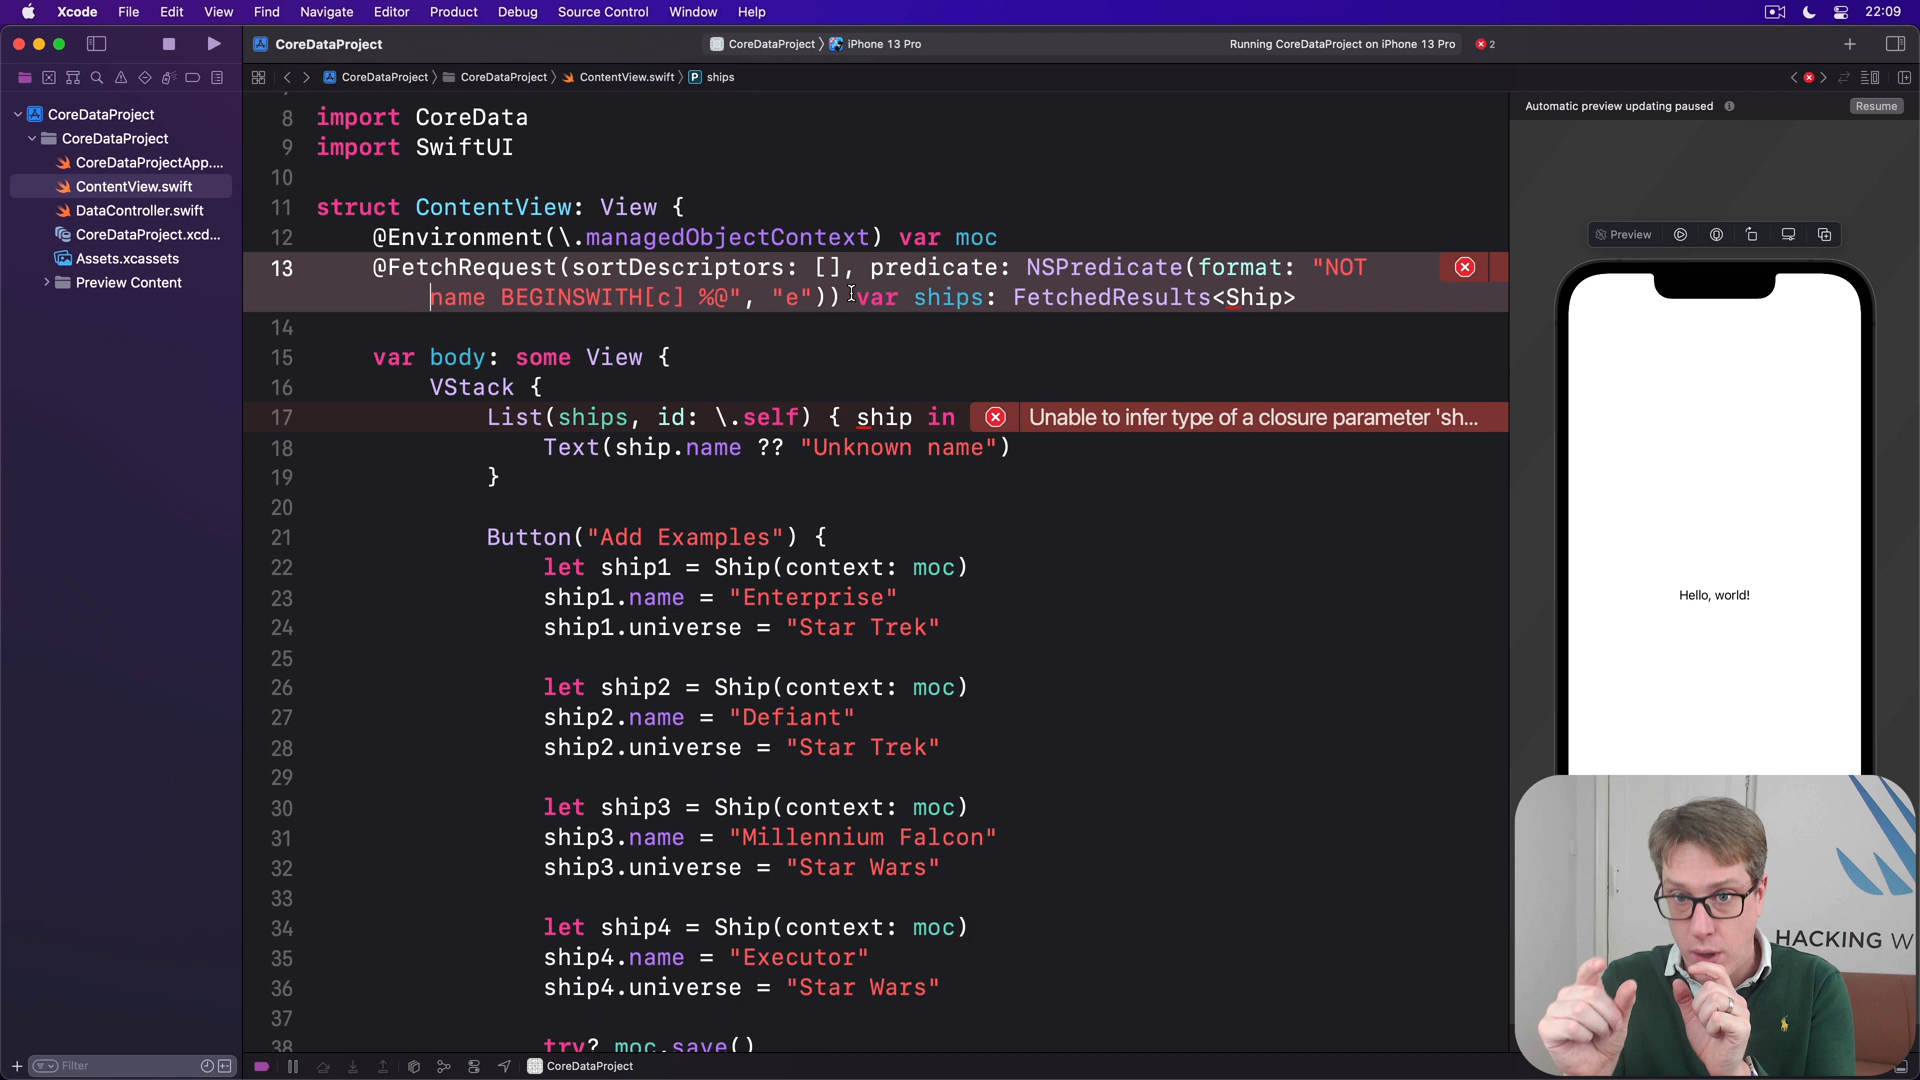 Xcode File Edit View Find Navigate Editor Product Debug Source Control Window Help 22:09
CoreDataProject CoreDataProject iPhone 13 Pro Running CoreDataProject on iPhone 13 Pro 2
CoreDataProject CoreDataProject ContentView.swift P ships
Automatic preview updating paused Resume
CoreDataProject
CoreDataProject
CoreDataProjectApp....
ContentView.swift
DataController.swift
CoreDataProject.xcd...
Assets.xcassets
Preview Content
8 import CoreData
9 import SwiftUI
10
11 struct ContentView: View {
12 @Environment(\.managedObjectContext) var moc
13 @FetchRequest(sortDescriptors: [], predicate: NSPredicate(format: "NOT
name BEGINSWITH[c] %@", "e")) var ships: FetchedResults<Ship>
14
15 var body: some View {
16 VStack {
17 List(ships, id: \.self) { ship in Unable to infer type of a closure parameter 'sh...
18 Text(ship.name ?? "Unknown name")
19 }
20
21 Button("Add Examples") {
22 let ship1 = Ship(context: moc)
23 ship1.name = "Enterprise"
24 ship1.universe = "Star Trek"
25
26 let ship2 = Ship(context: moc)
27 ship2.name = "Defiant"
28 ship2.universe = "Star Trek"
29
30 let ship3 = Ship(context: moc)
31 ship3.name = "Millennium Falcon"
32 ship3.universe = "Star Wars"
33
34 let ship4 = Ship(context: moc)
35 ship4.name = "Executor"
36 ship4.universe = "Star Wars"
37
38 try? moc.save()
Preview
Hello, world!
HACKING W
Filter
CoreDataProject